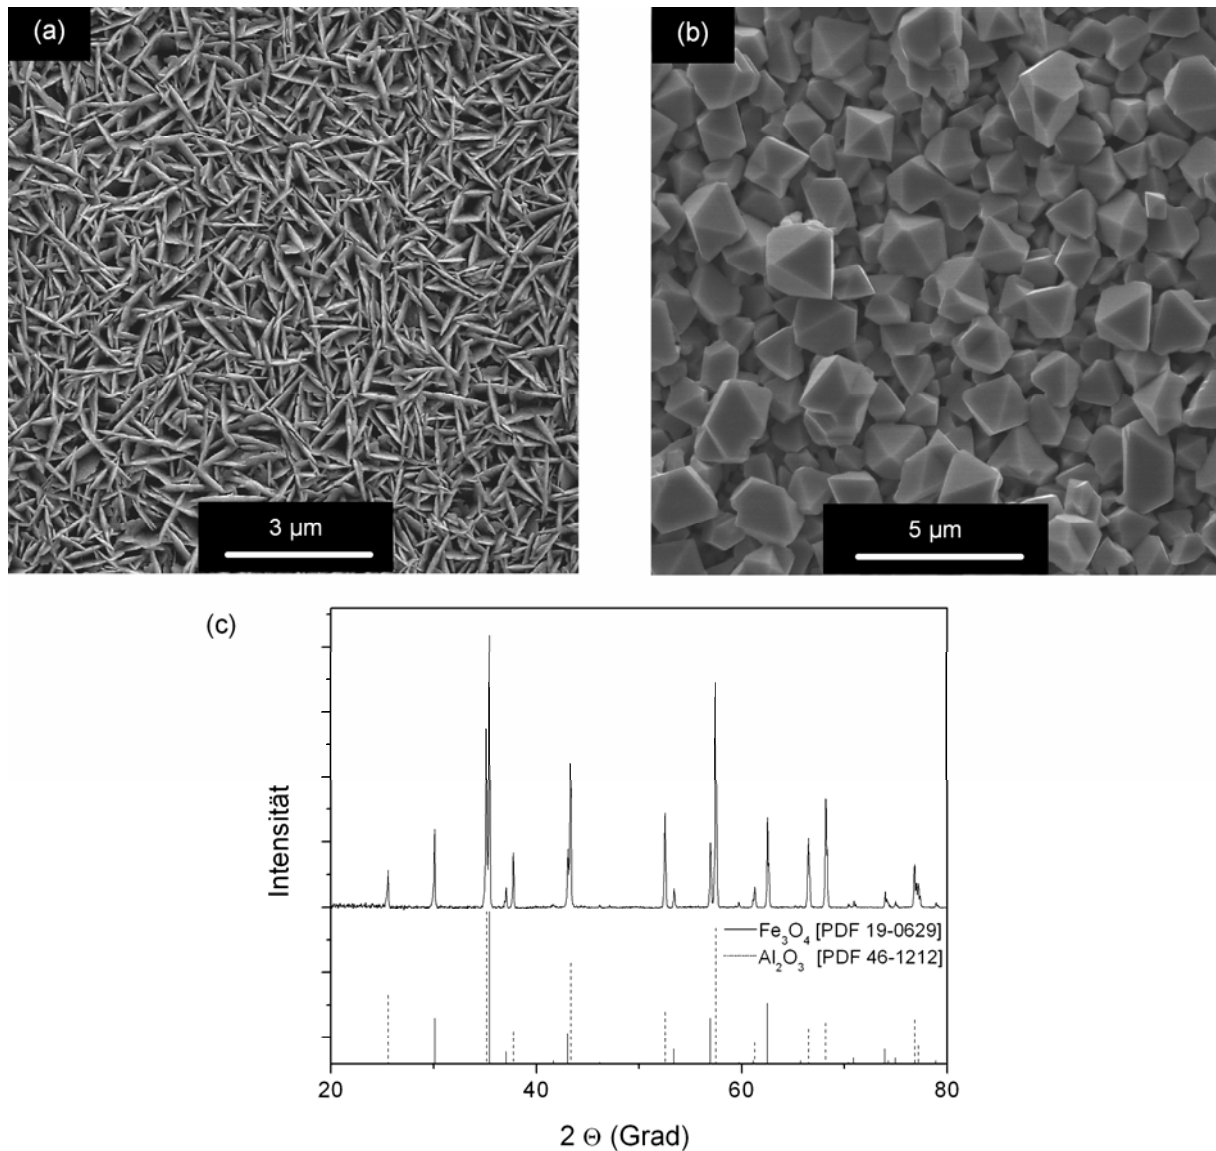 (a)
(b)
3 µm
5 µm
(c)
Intensität
Fe3O4 [PDF 19-0629]
Al2O3 [PDF 46-1212]
20 40 60 80
2 Θ (Grad)